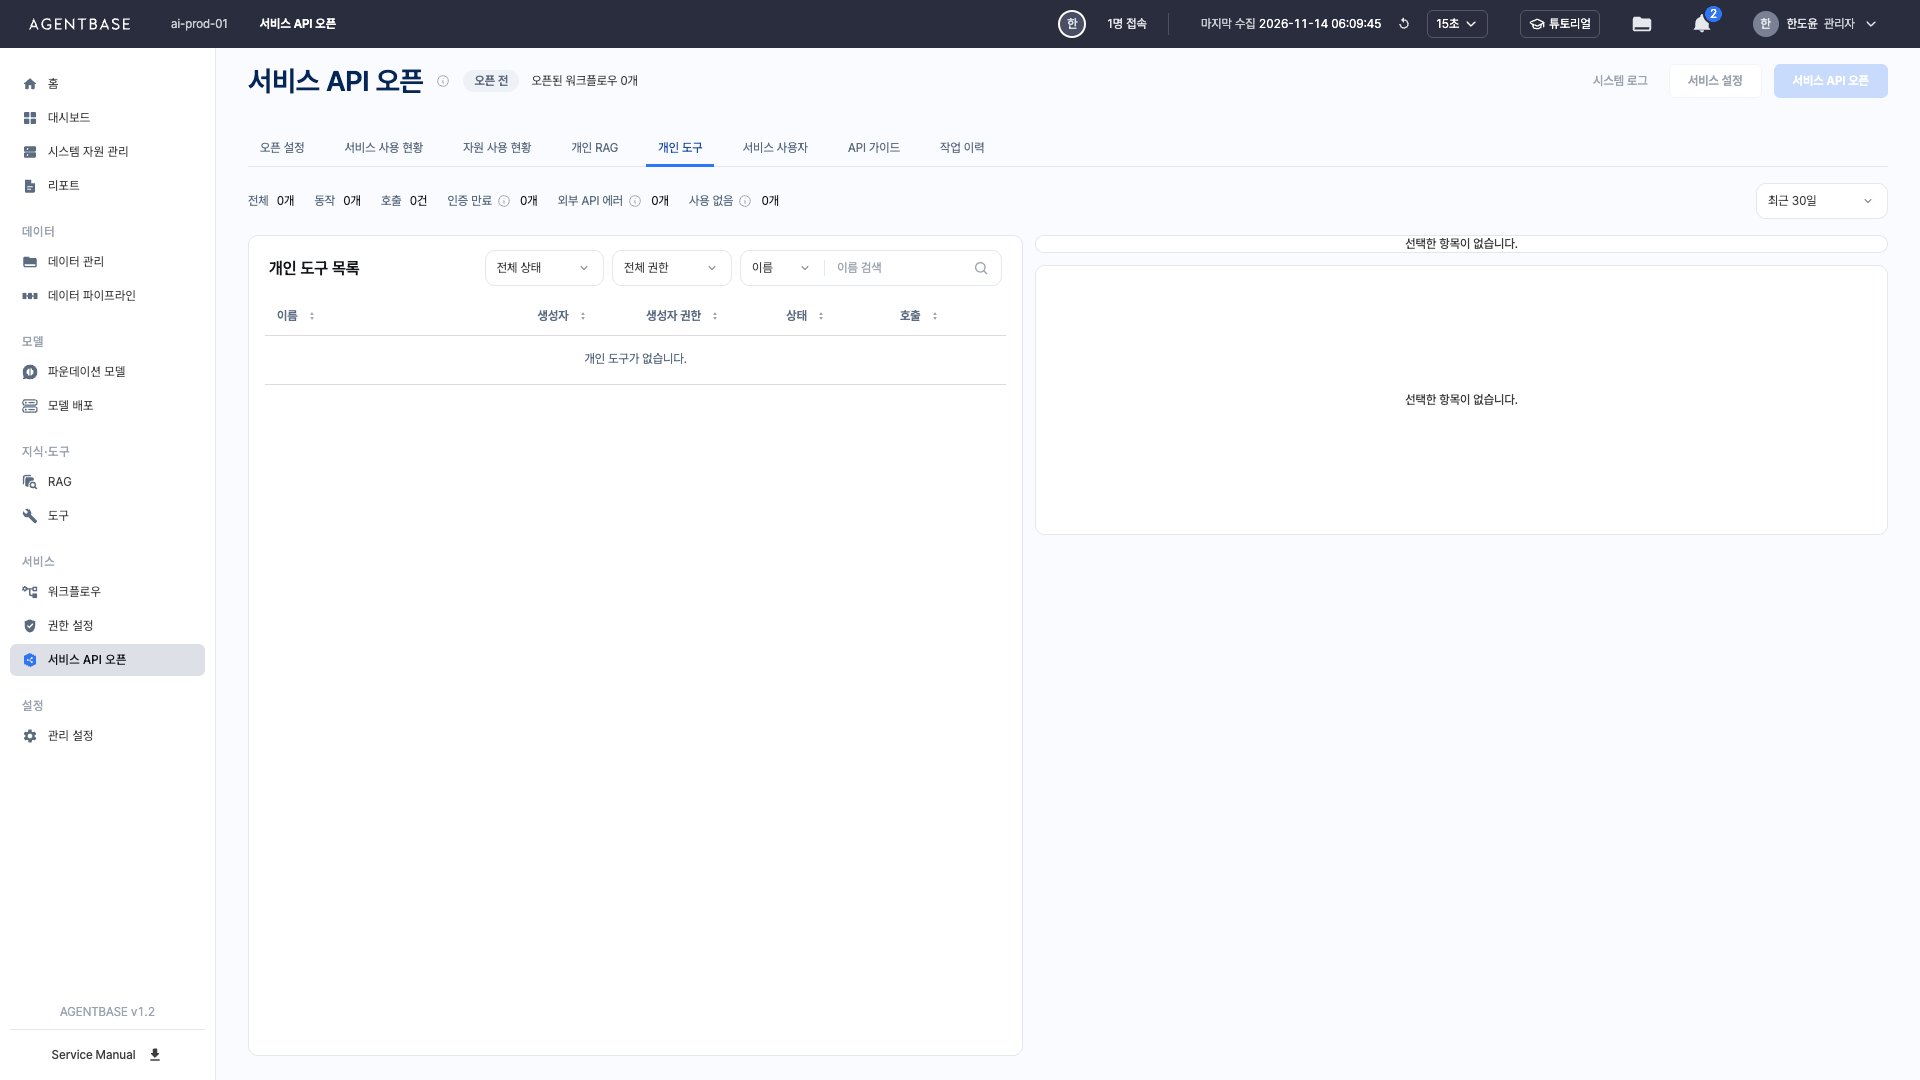 AGENTBASE ai-prod-01 서비스 API 오픈 한 1명 접속 마지막 수집 2026-11-14 06:09:45 15초 튜토리얼 2 한 한도윤 관리자
홈
대시보드
시스템 자원 관리
리포트
데이터
데이터 관리
데이터 파이프라인
모델
파운데이션 모델
모델 배포
지식·도구
RAG
도구
서비스
워크플로우
권한 설정
서비스 API 오픈
설정
관리 설정
AGENTBASE v1.2
Service Manual
서비스 API 오픈 오픈 전 오픈된 워크플로우 0개 시스템 로그 서비스 설정 서비스 API 오픈
오픈 설정 서비스 사용 현황 자원 사용 현황 개인 RAG 개인 도구 서비스 사용자 API 가이드 작업 이력
전체 0개 동작 0개 호출 0건 인증 만료 0개 외부 API 에러 0개 사용 없음 0개 최근 30일
개인 도구 목록 전체 상태 전체 권한 이름 이름 검색
이름 생성자 생성자 권한 상태 호출
개인 도구가 없습니다.
선택한 항목이 없습니다.
선택한 항목이 없습니다.